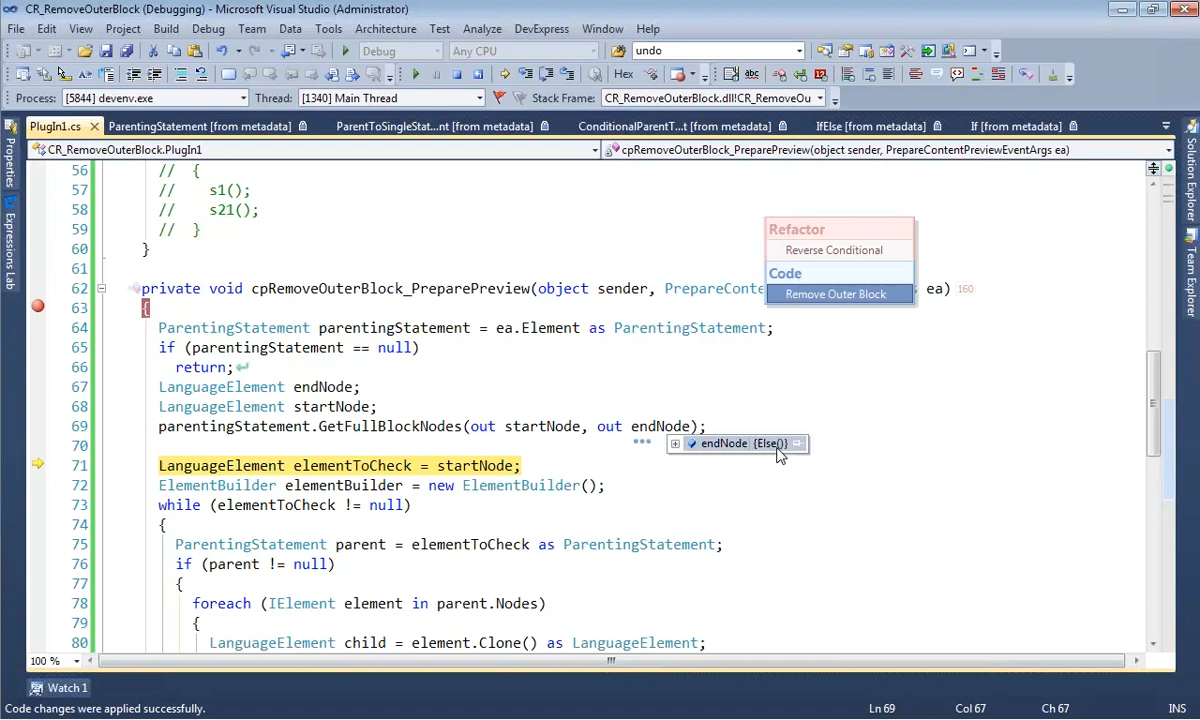 CR_RemoveOuterBlock (Debugging) - Microsoft Visual Studio (Administrator)
File Edit View Project Build Debug Team Data Tools Architecture Test Analyze DevExpress Window Help
Debug Any CPU undo
Hex
Process: [5844] devenv.exe Thread: [1340] Main Thread Stack Frame: CR_RemoveOuterBlock.dll!CR_RemoveOu
PlugIn1.cs ParentingStatement [from metadata] ParentToSingleStat...nt [from metadata] ConditionalParentT...t [from metadata] IfElse [from metadata] If [from metadata]
CR_RemoveOuterBlock.PlugIn1 cpRemoveOuterBlock_PreparePreview(object sender, PrepareContentPreviewEventArgs ea)
Properties
Expressions Lab
Solution Explorer
Team Explorer
56 // {
57 // s1();
58 // s21();
59 // }
60 }
61
62 private void cpRemoveOuterBlock_PreparePreview(object sender, PrepareConte s ea) 160
Refactor
Reverse Conditional
Code
Remove Outer Block
63 {
64 ParentingStatement parentingStatement = ea.Element as ParentingStatement;
65 if (parentingStatement == null)
66 return;
67 LanguageElement endNode;
68 LanguageElement startNode;
69 parentingStatement.GetFullBlockNodes(out startNode, out endNode);
endNode {Else()}
70
71 LanguageElement elementToCheck = startNode;
72 ElementBuilder elementBuilder = new ElementBuilder();
73 while (elementToCheck != null)
74 {
75 ParentingStatement parent = elementToCheck as ParentingStatement;
76 if (parent != null)
77 {
78 foreach (IElement element in parent.Nodes)
79 {
80 LanguageElement child = element.Clone() as LanguageElement;
100 %
Watch 1
Code changes were applied successfully. Ln 69 Col 67 Ch 67 INS